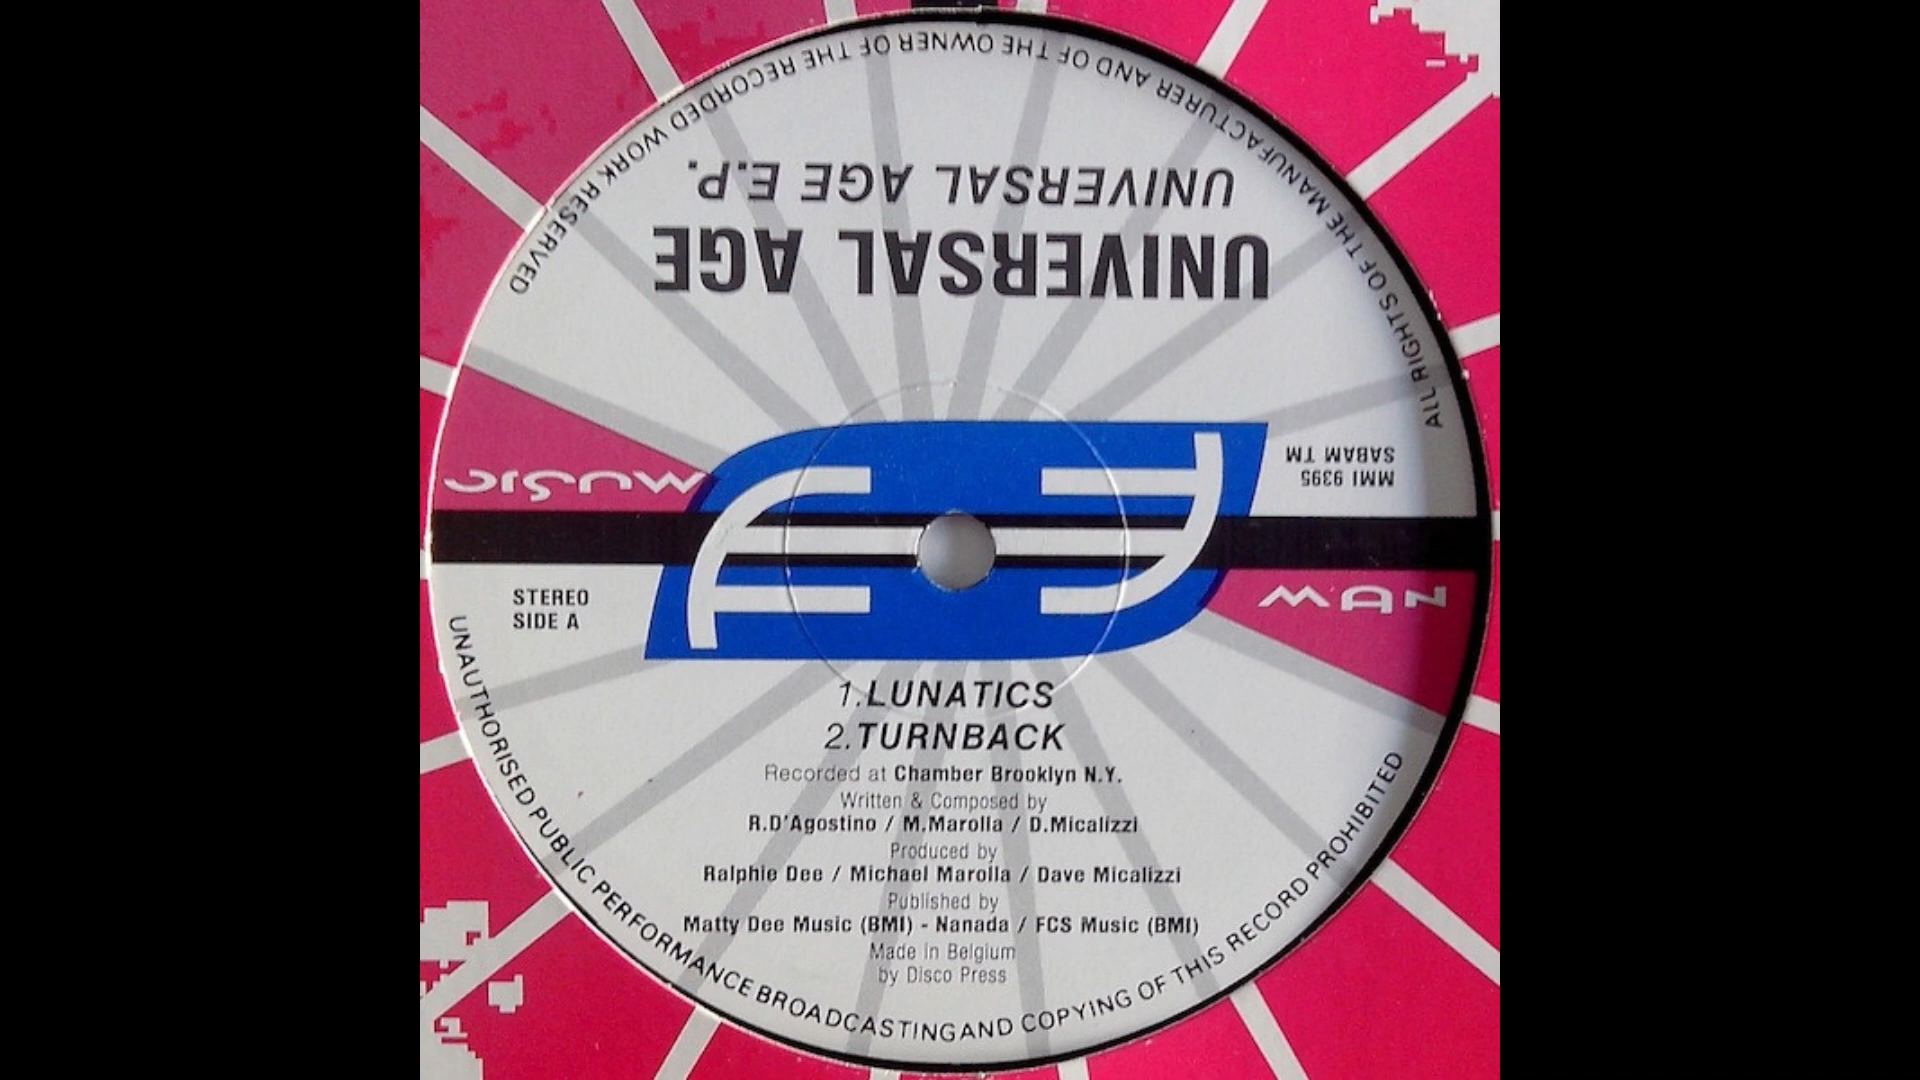 ALL RIGHTS OF THE MANUFACTURER AND OF THE OWNER OF THE RECORDED WORK RESERVED
UNIVERSAL AGE E.P.
UNIVERSAL AGE
MMI 9395
SABAM TM
MUSIC
MAN
STEREO
SIDE A
1.LUNATICS
2.TURNBACK
Recorded at Chamber Brooklyn N.Y.
Written & Composed by
R.D'Agostino / M.Marolla / D.Micalizzi
Produced by
Ralphie Dee / Michael Marolla / Dave Micalizzi
Published by
Matty Dee Music (BMI) - Nanada / FCS Music (BMI)
Made in Belgium
by Disco Press
UNAUTHORISED PUBLIC PERFORMANCE BROADCASTING AND COPYING OF THIS RECORD PROHIBITED